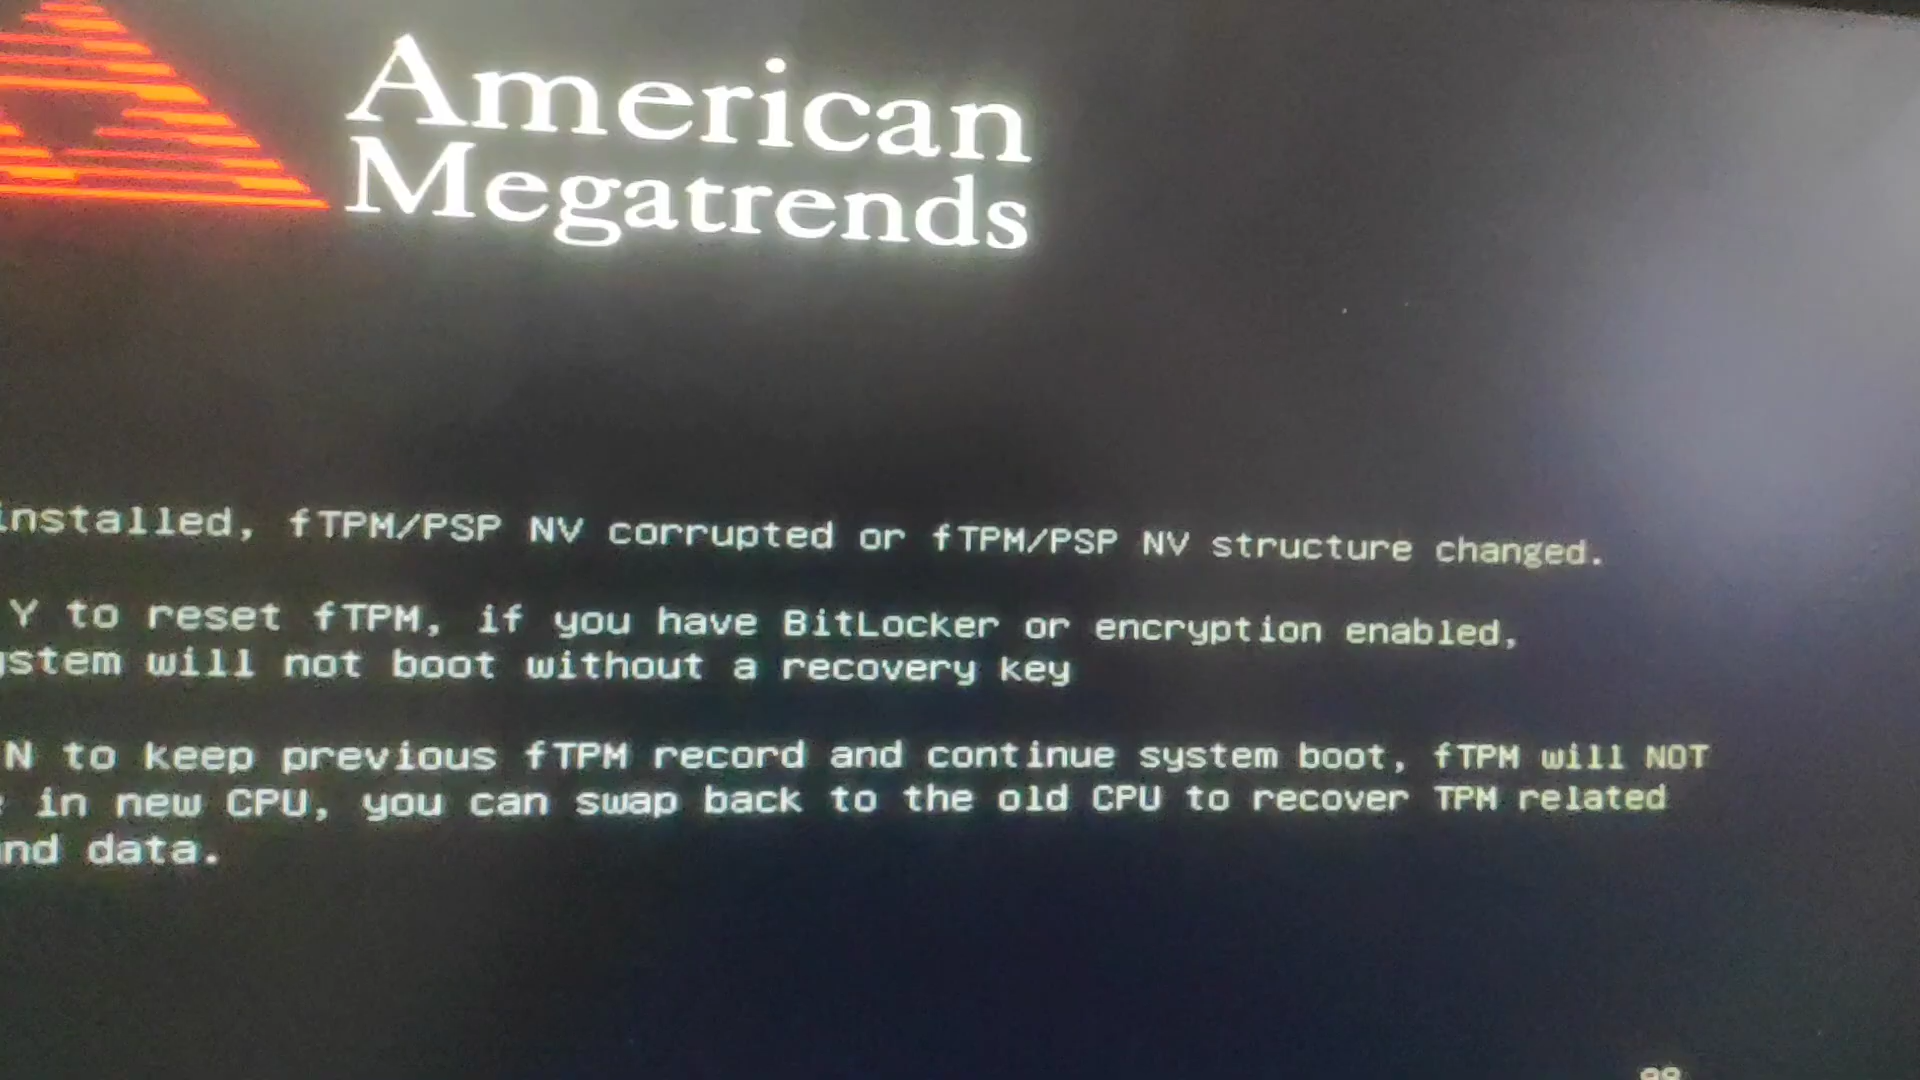 American
Megatrends
installed, fTPM/PSP NV corrupted or fTPM/PSP NV structure changed.
Y to reset fTPM, if you have BitLocker or encryption enabled,
ystem will not boot without a recovery key
N to keep previous fTPM record and continue system boot, fTPM will NOT
in new CPU, you can swap back to the old CPU to recover TPM related
nd data.